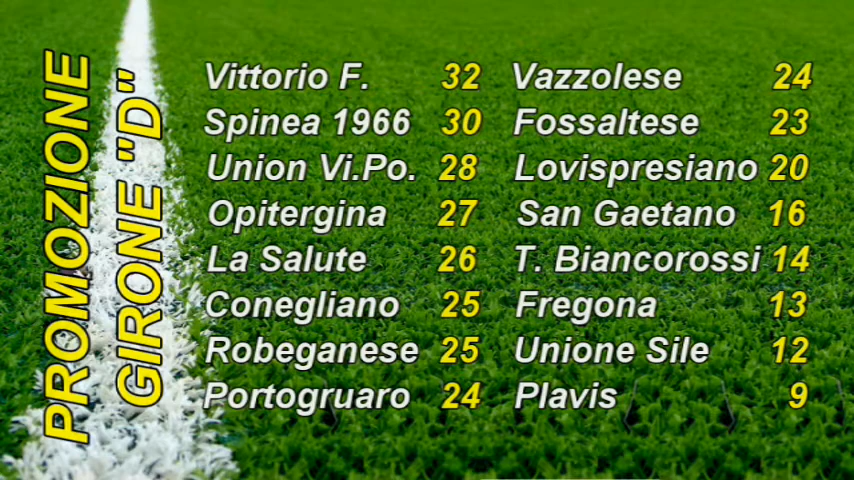 PROMOZIONE
GIRONE "D"
Vittorio F. 32
Spinea 1966 30
Union Vi.Po. 28
Opitergina 27
La Salute 26
Conegliano 25
Robeganese 25
Portogruaro 24
Vazzolese 24
Fossaltese 23
Lovispresiano 20
San Gaetano 16
T. Biancorossi 14
Fregona 13
Unione Sile 12
Plavis 9